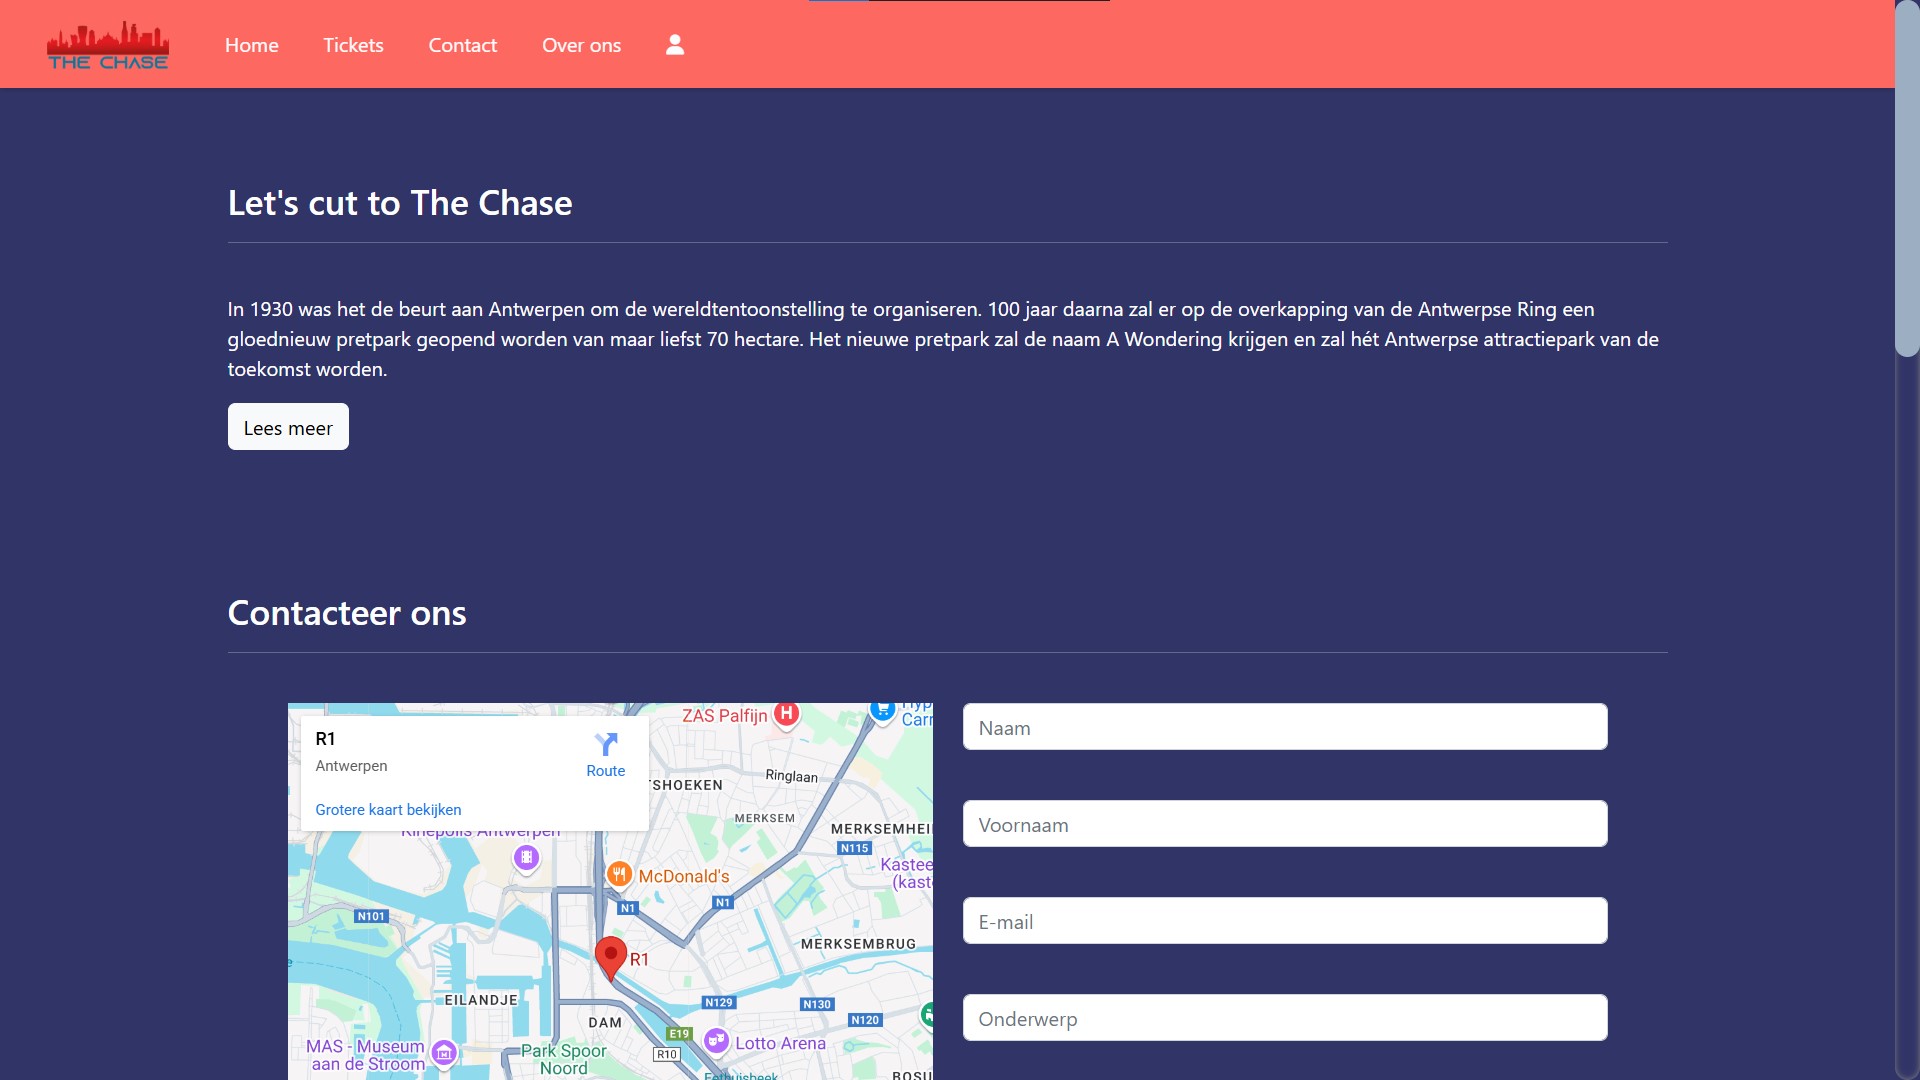 THE CHASE
Home
Tickets
Contact
Over ons
Let's cut to The Chase
In 1930 was het de beurt aan Antwerpen om de wereldtentoonstelling te organiseren. 100 jaar daarna zal er op de overkapping van de Antwerpse Ring een
gloednieuw pretpark geopend worden van maar liefst 70 hectare. Het nieuwe pretpark zal de naam A Wondering krijgen en zal hét Antwerpse attractiepark van de
toekomst worden.
Lees meer
Contacteer ons
R1
Antwerpen
Route
Grotere kaart bekijken
ZAS Palfijn
H
Carr
TSHOEKEN
Ringlaan
MERKSEM
MERKSEMHEI
N115
Kinepolis Antwerpen
Kastee
(kaste
McDonald's
N1
N1
N101
MERKSEMBRUG
R1
EILANDJE
N129
N130
N120
DAM
E19
R10
Lotto Arena
MAS - Museum
aan de Stroom
Park Spoor
Noord
BOSU
Naam
Voornaam
E-mail
Onderwerp